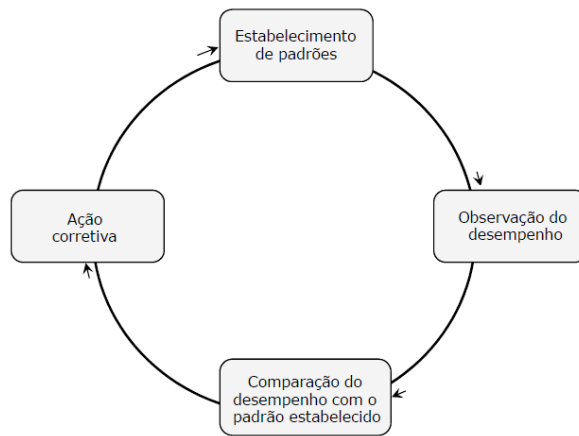 Estabelecimento
de padrões
Observação do
desempenho
Comparação do
desempenho com o
padrão estabelecido
Ação
corretiva